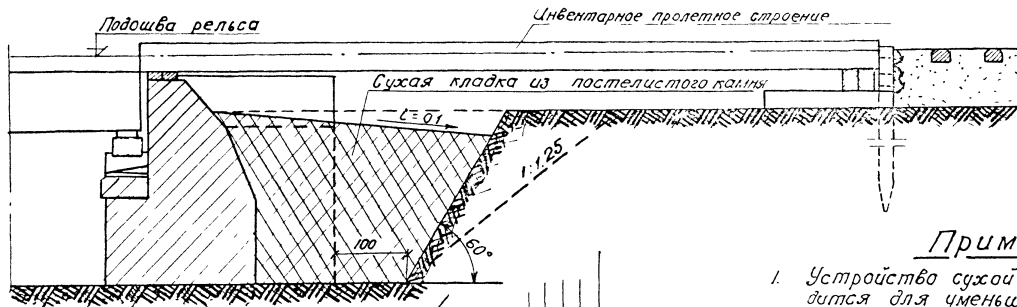 Подошва рельса
Инвентарное пролетное строение
Сухая кладка из постелистого камня
i=0.1
1:1.25
100
60°
Прим
1. Устройство сухой
дится для уменьш